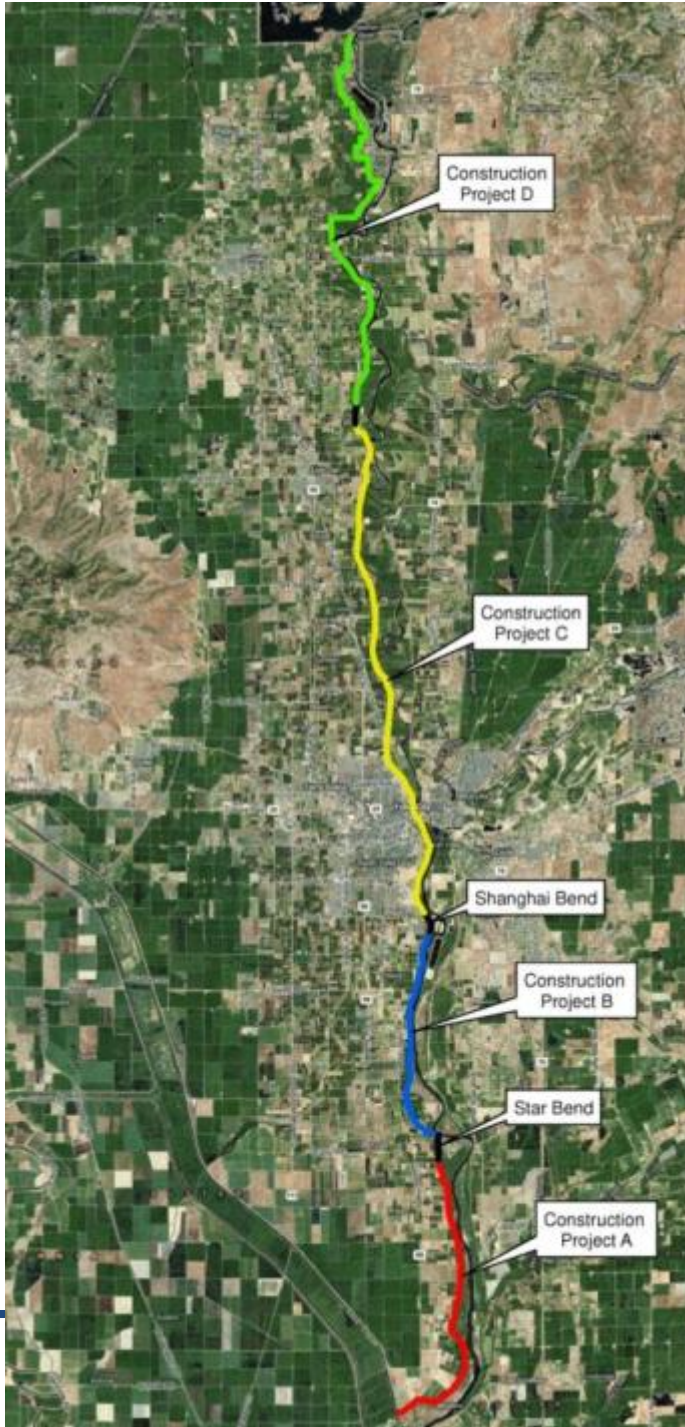 Construction
Project D
Construction
Project C
Shanghai Bend
Construction
Project B
Star Bend
Construction
Project A